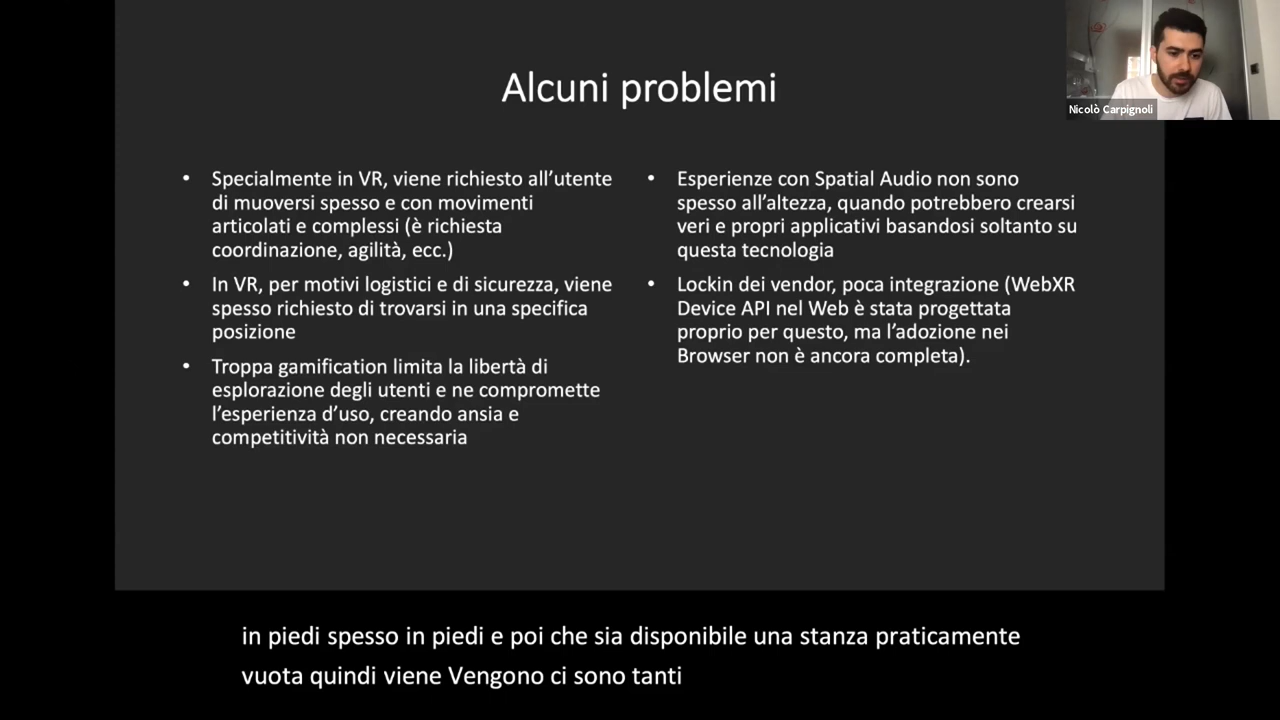 Alcuni problemi
Nicolò Carpignoli
• Specialmente in VR, viene richiesto all’utente
di muoversi spesso e con movimenti
articolati e complessi (è richiesta
coordinazione, agilità, ecc.)
• In VR, per motivi logistici e di sicurezza, viene
spesso richiesto di trovarsi in una specifica
posizione
• Troppa gamification limita la libertà di
esplorazione degli utenti e ne compromette
l’esperienza d’uso, creando ansia e
competitività non necessaria
• Esperienze con Spatial Audio non sono
spesso all’altezza, quando potrebbero crearsi
veri e propri applicativi basandosi soltanto su
questa tecnologia
• Lockin dei vendor, poca integrazione (WebXR
Device API nel Web è stata progettata
proprio per questo, ma l’adozione nei
Browser non è ancora completa).
in piedi spesso in piedi e poi che sia disponibile una stanza praticamente
vuota quindi viene Vengono ci sono tanti